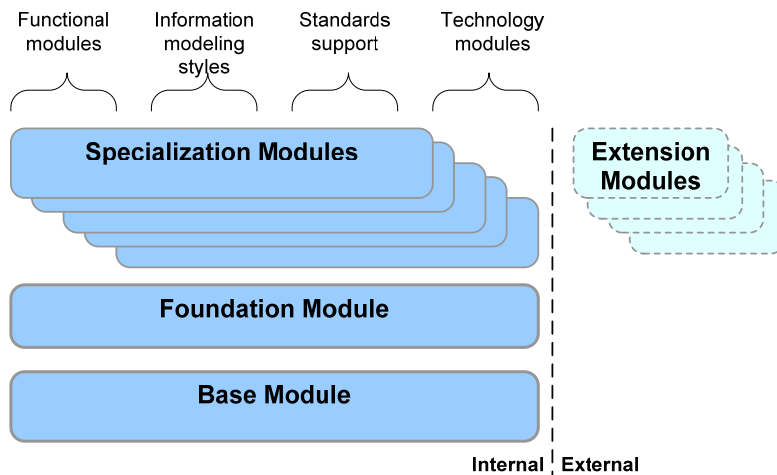 Functional
modules
Information
modeling
styles
Standards
support
Technology
modules
Specialization Modules
Extension
Modules
Foundation Module
Base Module
Internal
External